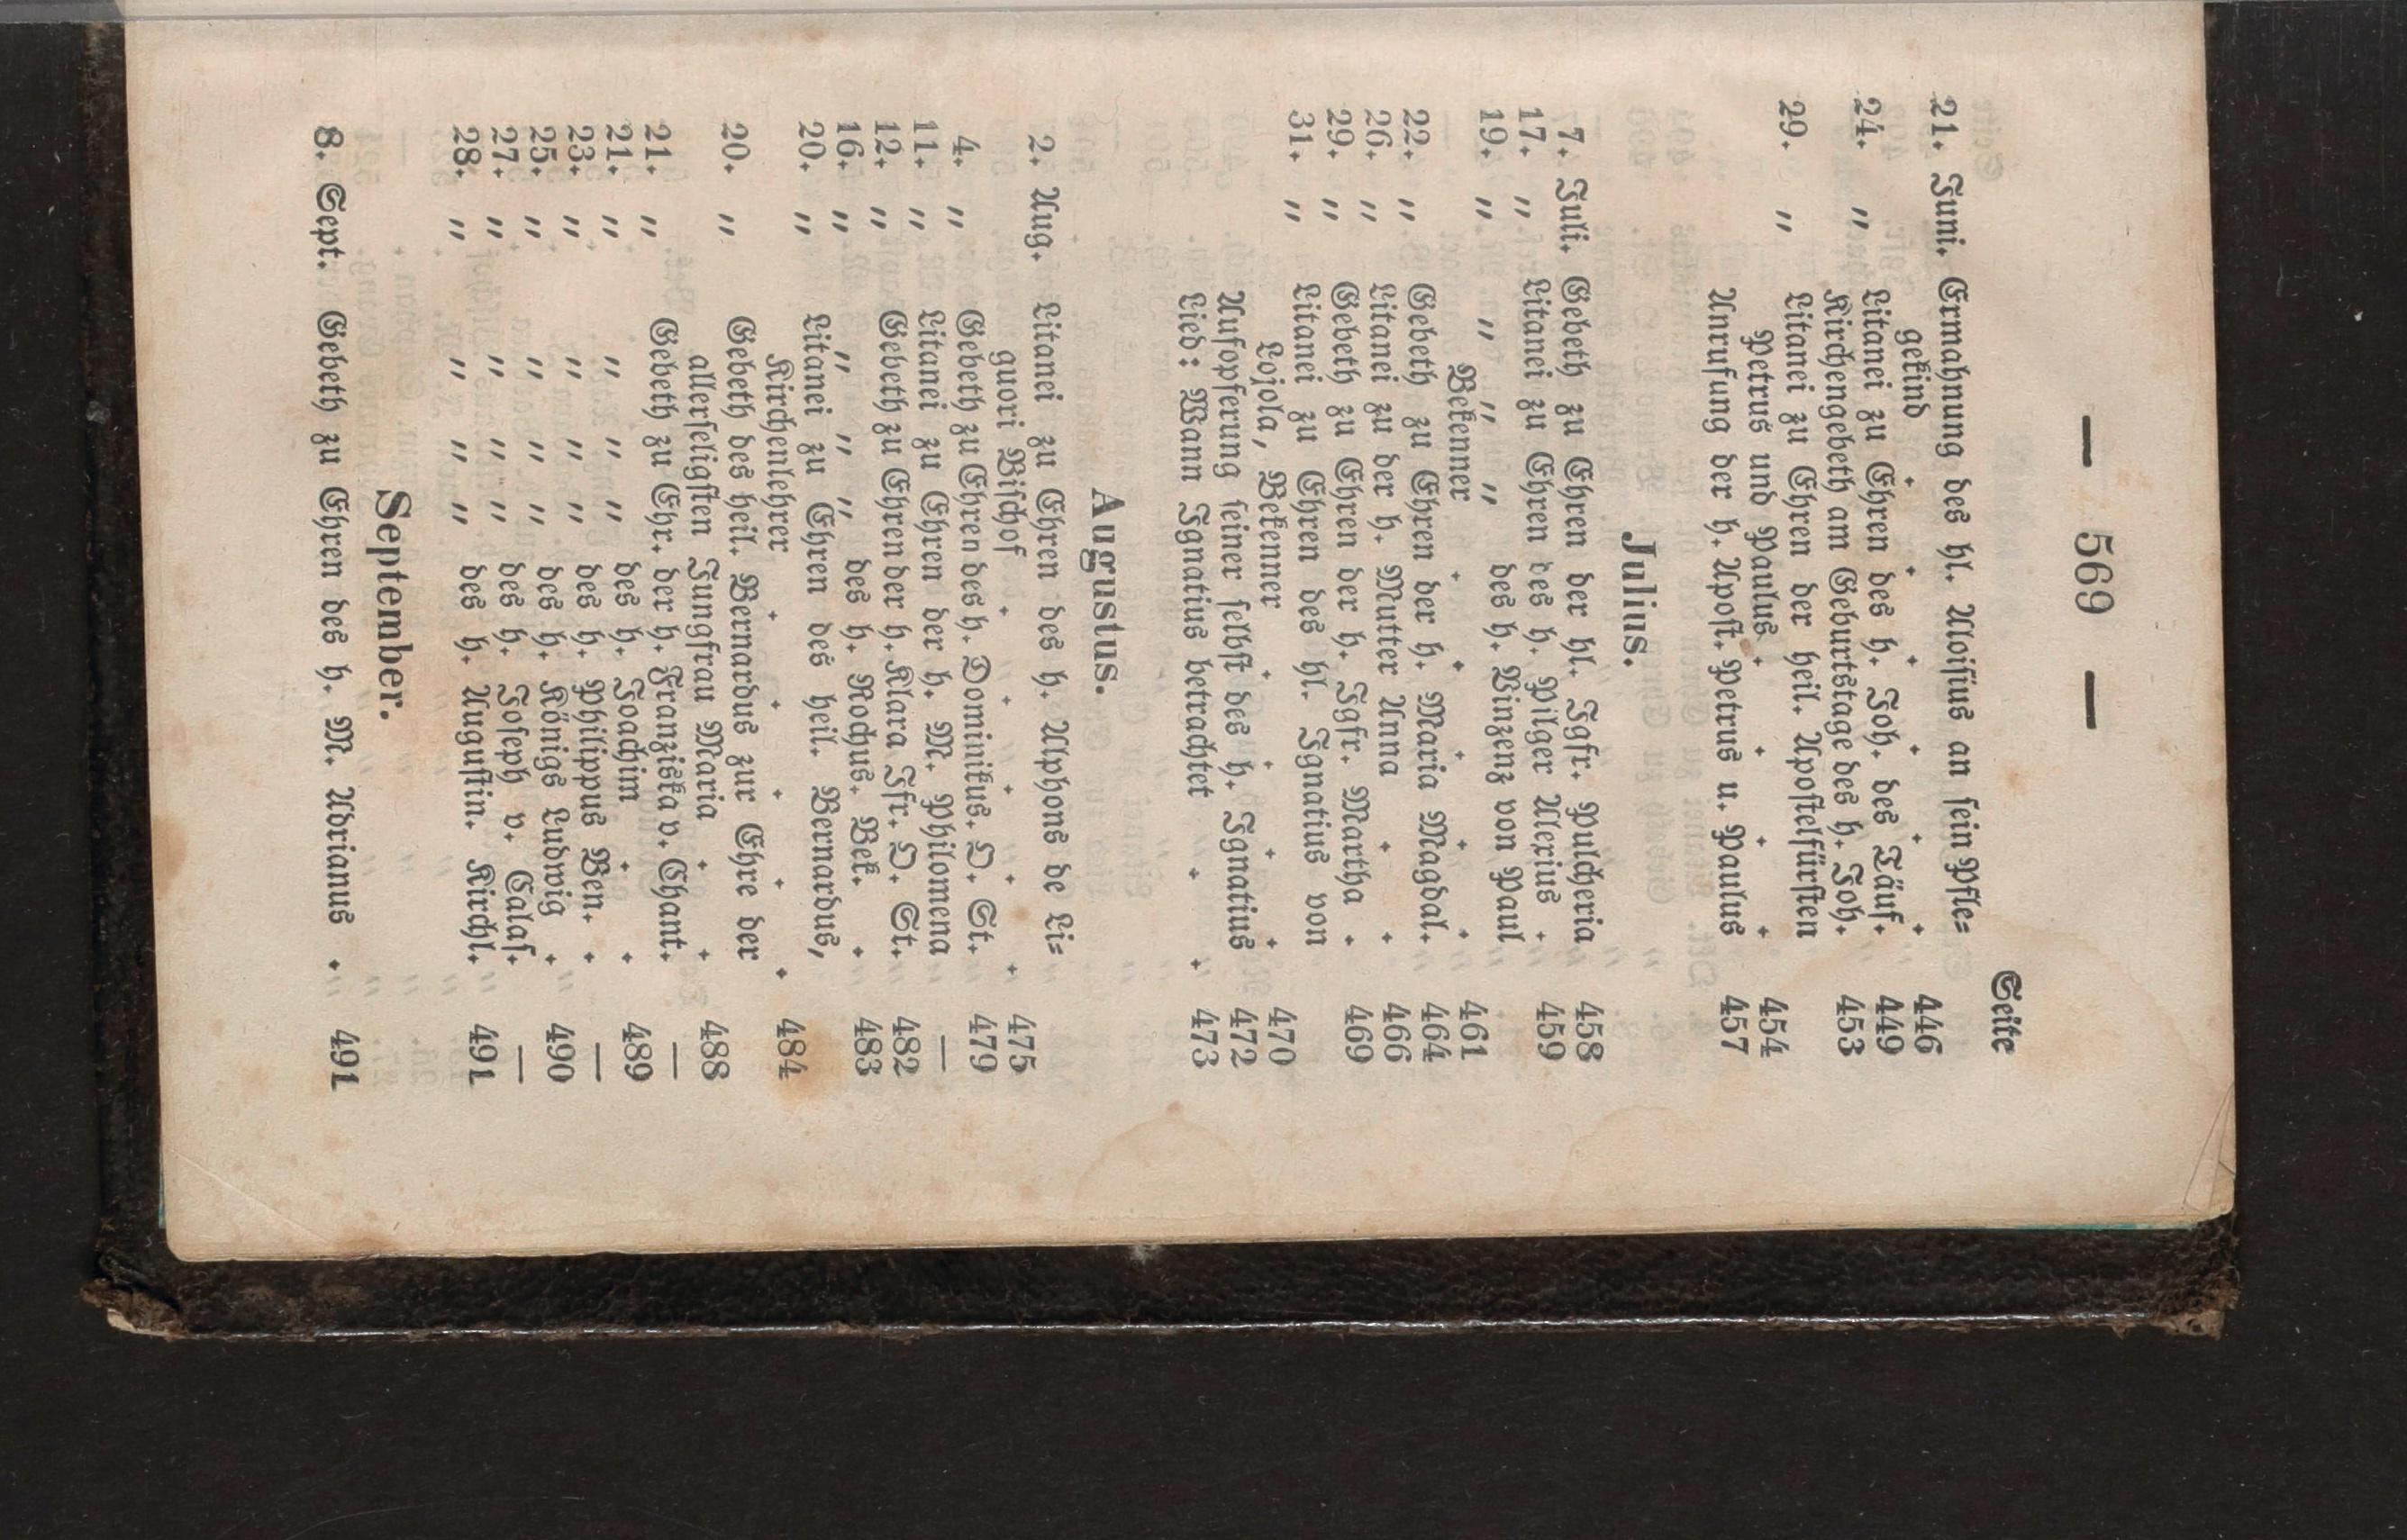 — 569 —
Seite
21. Juni. Ermahnung des hl. Aloisius an sein Pfle=
gekind . . . . . . 446
24. " Litanei zu Ehren des h. Joh. des Täuf. 449
Kirchengebeth am Geburtstage des h. Joh. 453
29. " Litanei zu Ehren der heil. Apostelfürsten
Petrus und Paulus . . . . 454
Anrufung der h. Apost. Petrus u. Paulus 457
Julius.
7. Juli. Gebeth zu Ehren der hl. Jgfr. Pulcheria 458
17. " Litanei zu Ehren des h. Pilger Alexius . 459
19. " " " " des h. Vinzenz von Paul
Bekenner . . . . . 461
22. " Gebeth zu Ehren der h. Maria Magdal. 464
26. " Litanei zu der h. Mutter Anna . . 466
29. " Gebeth zu Ehren der h. Jgfr. Martha . 469
31. " Litanei zu Ehren des hl. Ignatius von
Lojola, Bekenner . . . . 470
Aufopferung seiner selbst des h. Ignatius 472
Lied: Wann Ignatius betrachtet . . 473
Augustus.
2. Aug. Litanei zu Ehren des h. Alphons de Li=
guori Bischof . . . . . 475
4. " Gebeth zu Ehren des h. Dominikus. O. St. 479
11. " Litanei zu Ehren der h. M. Philomena —
12. " Gebeth zu Ehren der h. Klara Jfr. O. St. 482
16. " " " " des h. Rochus. Bek. . 483
20. " Litanei zu Ehren des heil. Bernardus,
Kirchenlehrer . . . . . 484
20. " Gebeth des heil. Bernardus zur Ehre der
allerseligsten Jungfrau Maria . . 488
21. " Gebeth zu Ehr. der h. Franziska v. Chant. —
21. " " " " des h. Joachim . . 489
23. " " " " des h. Philippus Ben. . —
25. " " " " des h. Königs Ludwig . 490
27. " " " " des h. Joseph v. Calas. —
28. " " " " des h. Augustin. Kirchl. 491
September.
8. Sept. Gebeth zu Ehren des h. M. Adrianus . 491